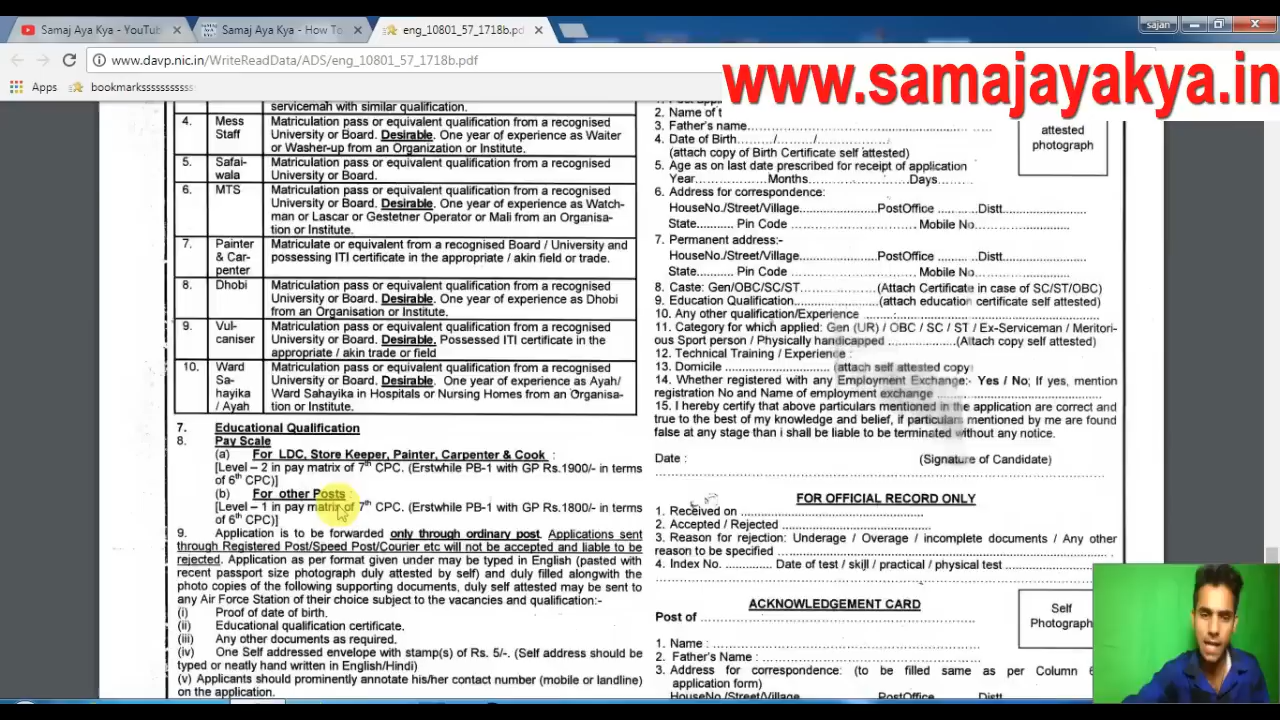 Samaj Aya Kya - YouTub
Samaj Aya Kya - How To
eng_10801_57_1718b.pd
sajan
www.davp.nic.in/WriteReadData/ADS/eng_10801_57_1718b.pdf
Apps
bookmarkssssssssss
www.samajayakya.in
servicemah with similar qualification.
4. Mess Staff
Matriculation pass or equivalent qualification from a recognised
University or Board. Desirable. One year of experience as Waiter
or Washer-up from an Organization or Institute.
5. Safai-
wala
Matriculation pass or equivalent qualification from a recognised
University or Board.
6. MTS
Matriculation pass or equivalent qualification from a recognised
University or Board. Desirable. One year of experience as Watch-
man or Lascar or Gestetner Operator or Mali from an Organisa-
tion or Institute.
7. Painter
& Car-
penter
Matriculate or equivalent from a recognised Board / University and
possessing ITI certificate in the appropriate / akin field or trade.
8. Dhobi
Matriculation pass or equivalent qualification from a recognised
University or Board. Desirable. One year of experience as Dhobi
from an Organisation or Institute.
9. Vul-
caniser
Matriculation pass or equivalent qualification from a recognised
University or Board. Desirable. Possessed ITI certificate in the
appropriate / akin trade or field
10. Ward
Sa-
hayika
/ Ayah
Matriculation pass or equivalent qualification from a recognised
University or Board. Desirable. One year of experience as Ayah/
Ward Sahayika in Hospitals or Nursing Homes from an Organisa-
tion or Institute.
7. Educational Qualification
8. Pay Scale
(a) For LDC, Store Keeper, Painter, Carpenter & Cook :
[Level – 2 in pay matrix of 7th CPC. (Erstwhile PB-1 with GP Rs.1900/- in terms
of 6th CPC)]
(b) For other Posts :
[Level – 1 in pay matrix of 7th CPC. (Erstwhile PB-1 with GP Rs.1800/- in terms
of 6th CPC)]
9. Application is to be forwarded only through ordinary post. Applications sent
through Registered Post/Speed Post/Courier etc will not be accepted and liable to be
rejected. Application as per format given under may be typed in English (pasted with
recent passport size photograph duly attested by self) and duly filled alongwith the
photo copies of the following supporting documents, duly self attested may be sent to
any Air Force Station of their choice subject to the vacancies and qualification:-
(i) Proof of date of birth.
(ii) Educational qualification certificate.
(iii) Any other documents as required.
(iv) One Self addressed envelope with stamp(s) of Rs. 5/-. (Self address should be
typed or neatly hand written in English/Hindi)
(v) Applicants should prominently annotate his/her contact number (mobile or landline)
on the application.
2. Name of t
3. Father's name
4. Date of Birth....../......../
(attach copy of Birth Certificate self attested)
5. Age as on last date prescribed for receipt of application
Year Months Days
6. Address for correspondence:
HouseNo./Street/Village PostOffice Distt
State Pin Code Mobile No
7. Permanent address:-
HouseNo./Street/Village PostOffice Distt
State Pin Code Mobile No
8. Caste: Gen/OBC/SC/ST (Attach Certificate in case of SC/ST/OBC)
9. Education Qualification (attach education certificate self attested)
10. Any other qualification/Experience
11. Category for which applied: Gen (UR) / OBC / SC / ST / Ex-Serviceman / Meritori-
ous Sport person / Physically handicapped (Attach copy self attested)
12. Technical Training / Experience :
13. Domicile (attach self attested copy
14. Whether registered with any Employment Exchange:- Yes / No; If yes, mention
registration No and Name of employment exchange
15. I hereby certify that above particulars mentioned in the application are correct and
true to the best of my knowledge and belief, if particulars mentioned by me are found
false at any stage than i shall be liable to be terminated without any notice.
Date : (Signature of Candidate)
attested
photograph
FOR OFFICIAL RECORD ONLY
1. Received on
2. Accepted / Rejected
3. Reason for rejection: Underage / Overage / incomplete documents / Any other
reason to be specified
4. Index No. Date of test / skill / practical / physical test
ACKNOWLEDGEMENT CARD
Post of
Self
Photograph
1. Name :
2. Father's Name :
3. Address for correspondence: (to be filled same as per Column 6
application form)
HouseNo./Street/Village PostOffice Distt